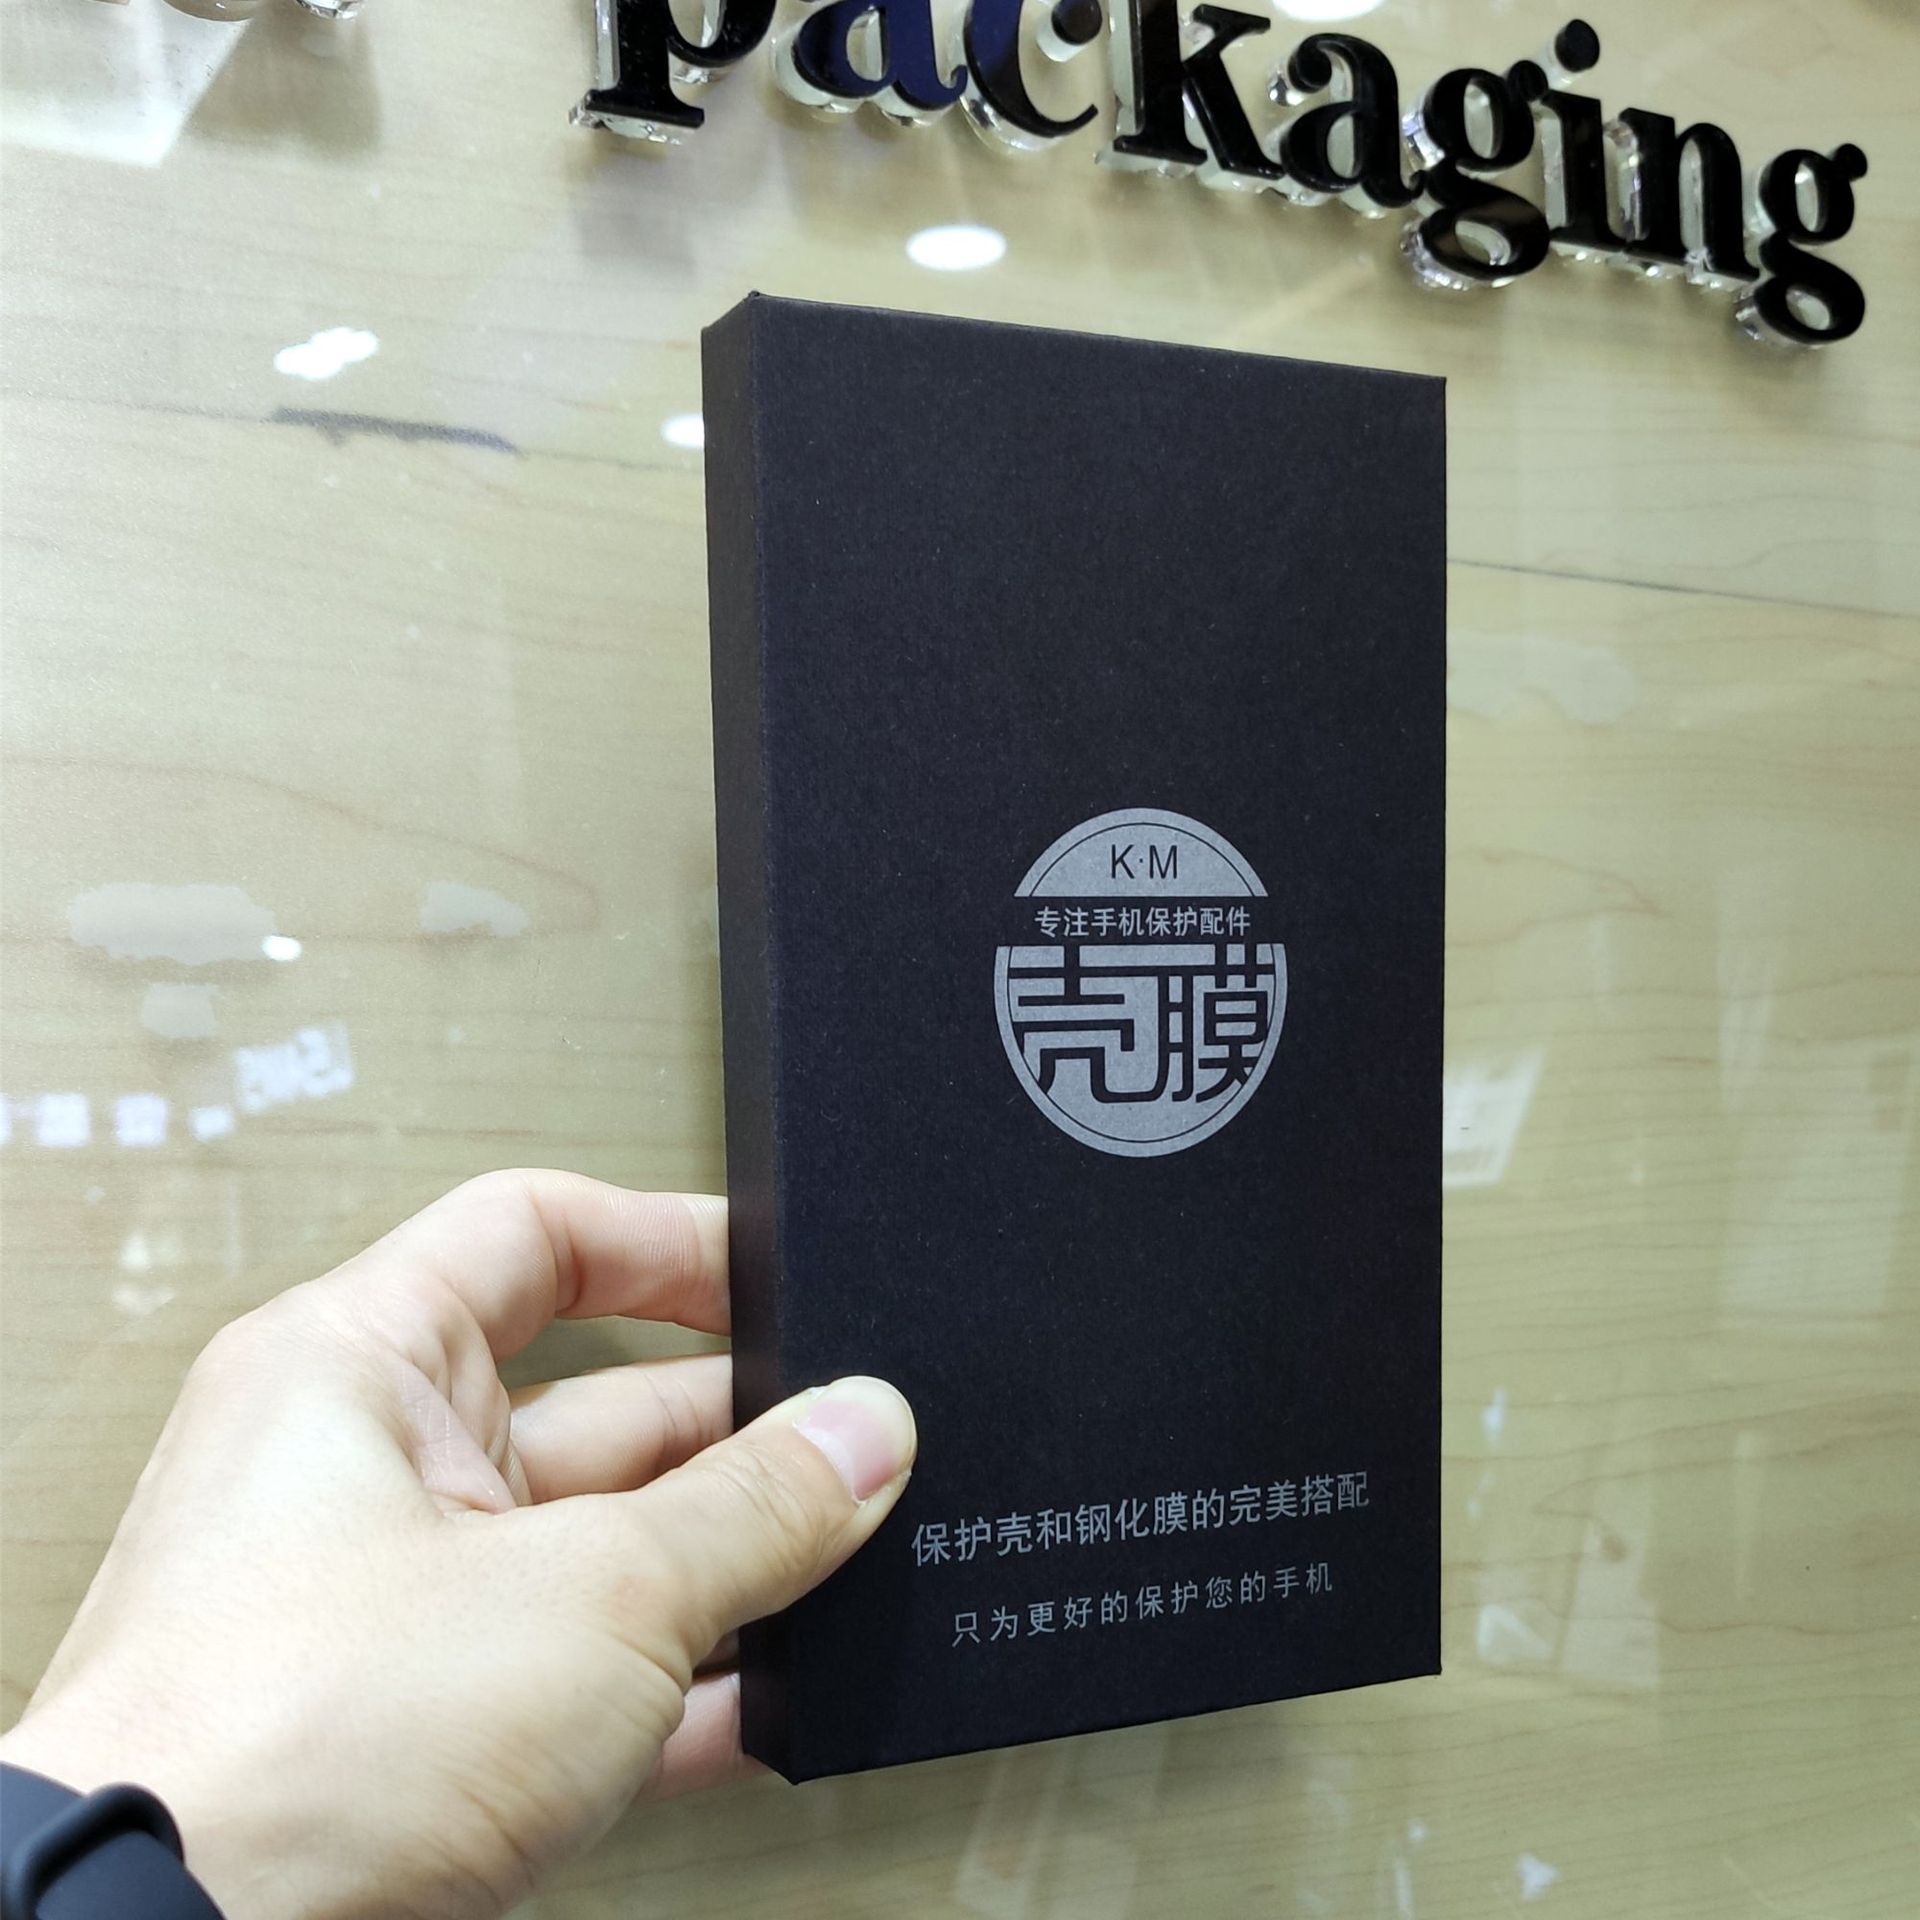 packaging
K·M
专注手机保护配件
壳膜
保护壳和钢化膜的完美搭配
只为更好的保护您的手机